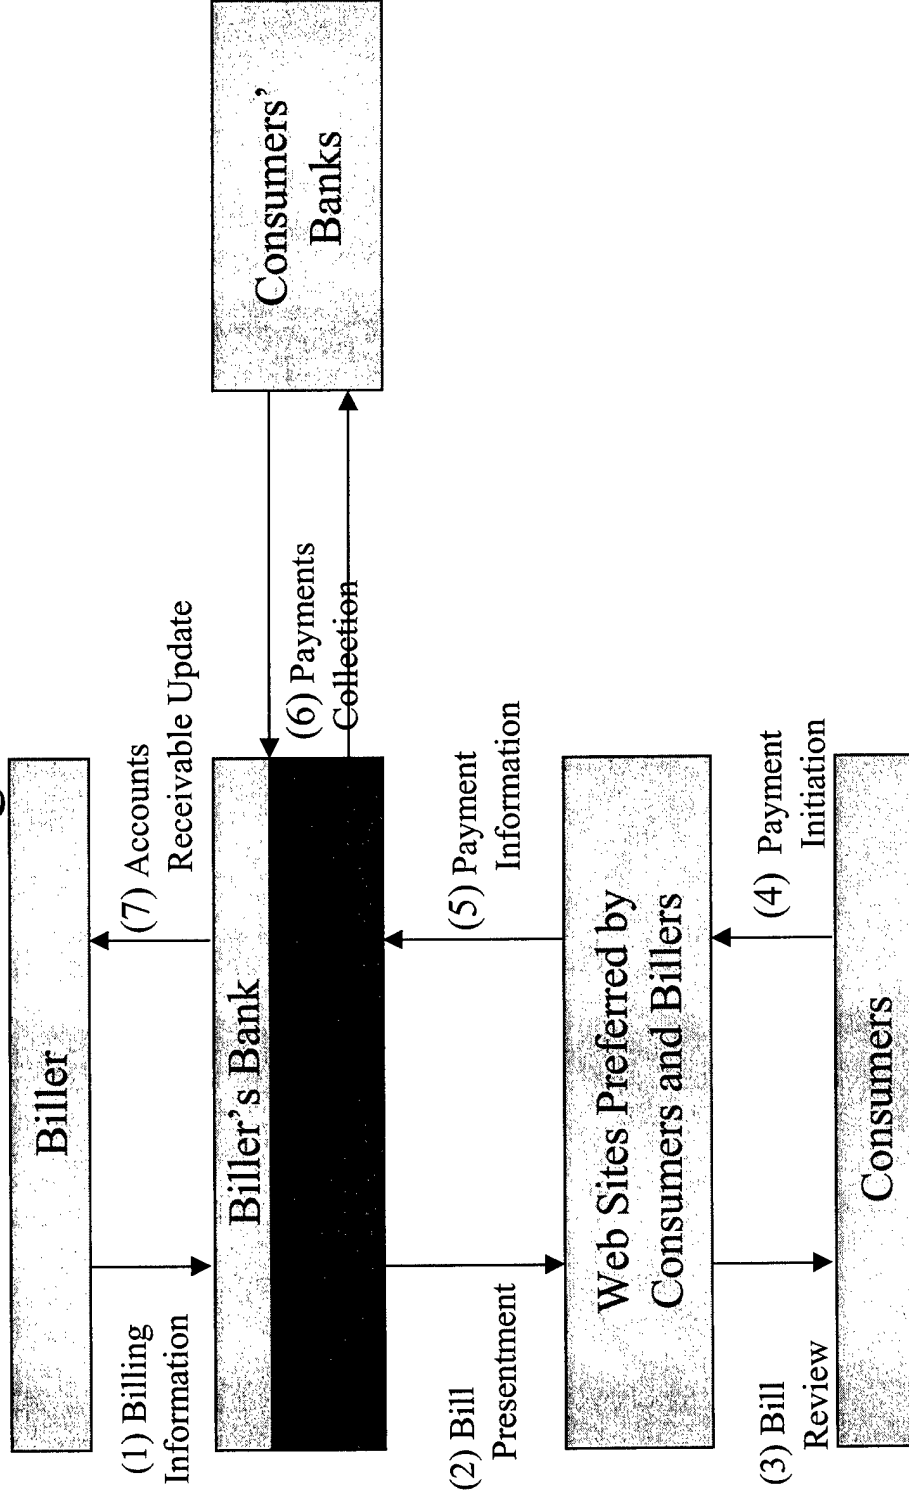 Biller
(1) Billing
Information
(7) Accounts
Receivable Update
Biller's Bank
(6) Payments
Collection
Consumers'
Banks
(2) Bill
Presentment
(5) Payment
Information
Web Sites Preferred by
Consumers and Billers
(3) Bill
Review
(4) Payment
Initiation
Consumers